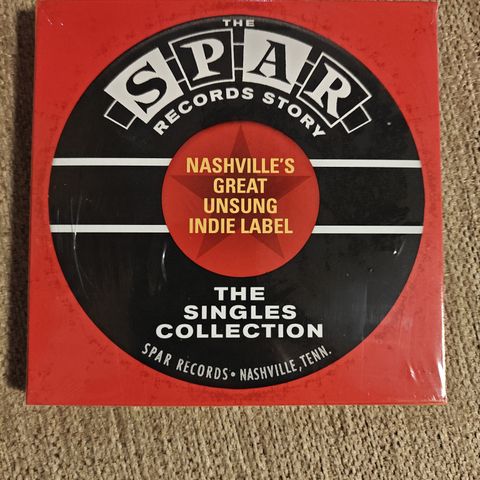 THE
SPAR
RECORDS STORY
NASHVILLE'S
GREAT
UNSUNG
INDIE LABEL
THE
SINGLES
COLLECTION
SPAR RECORDS • NASHVILLE, TENN.